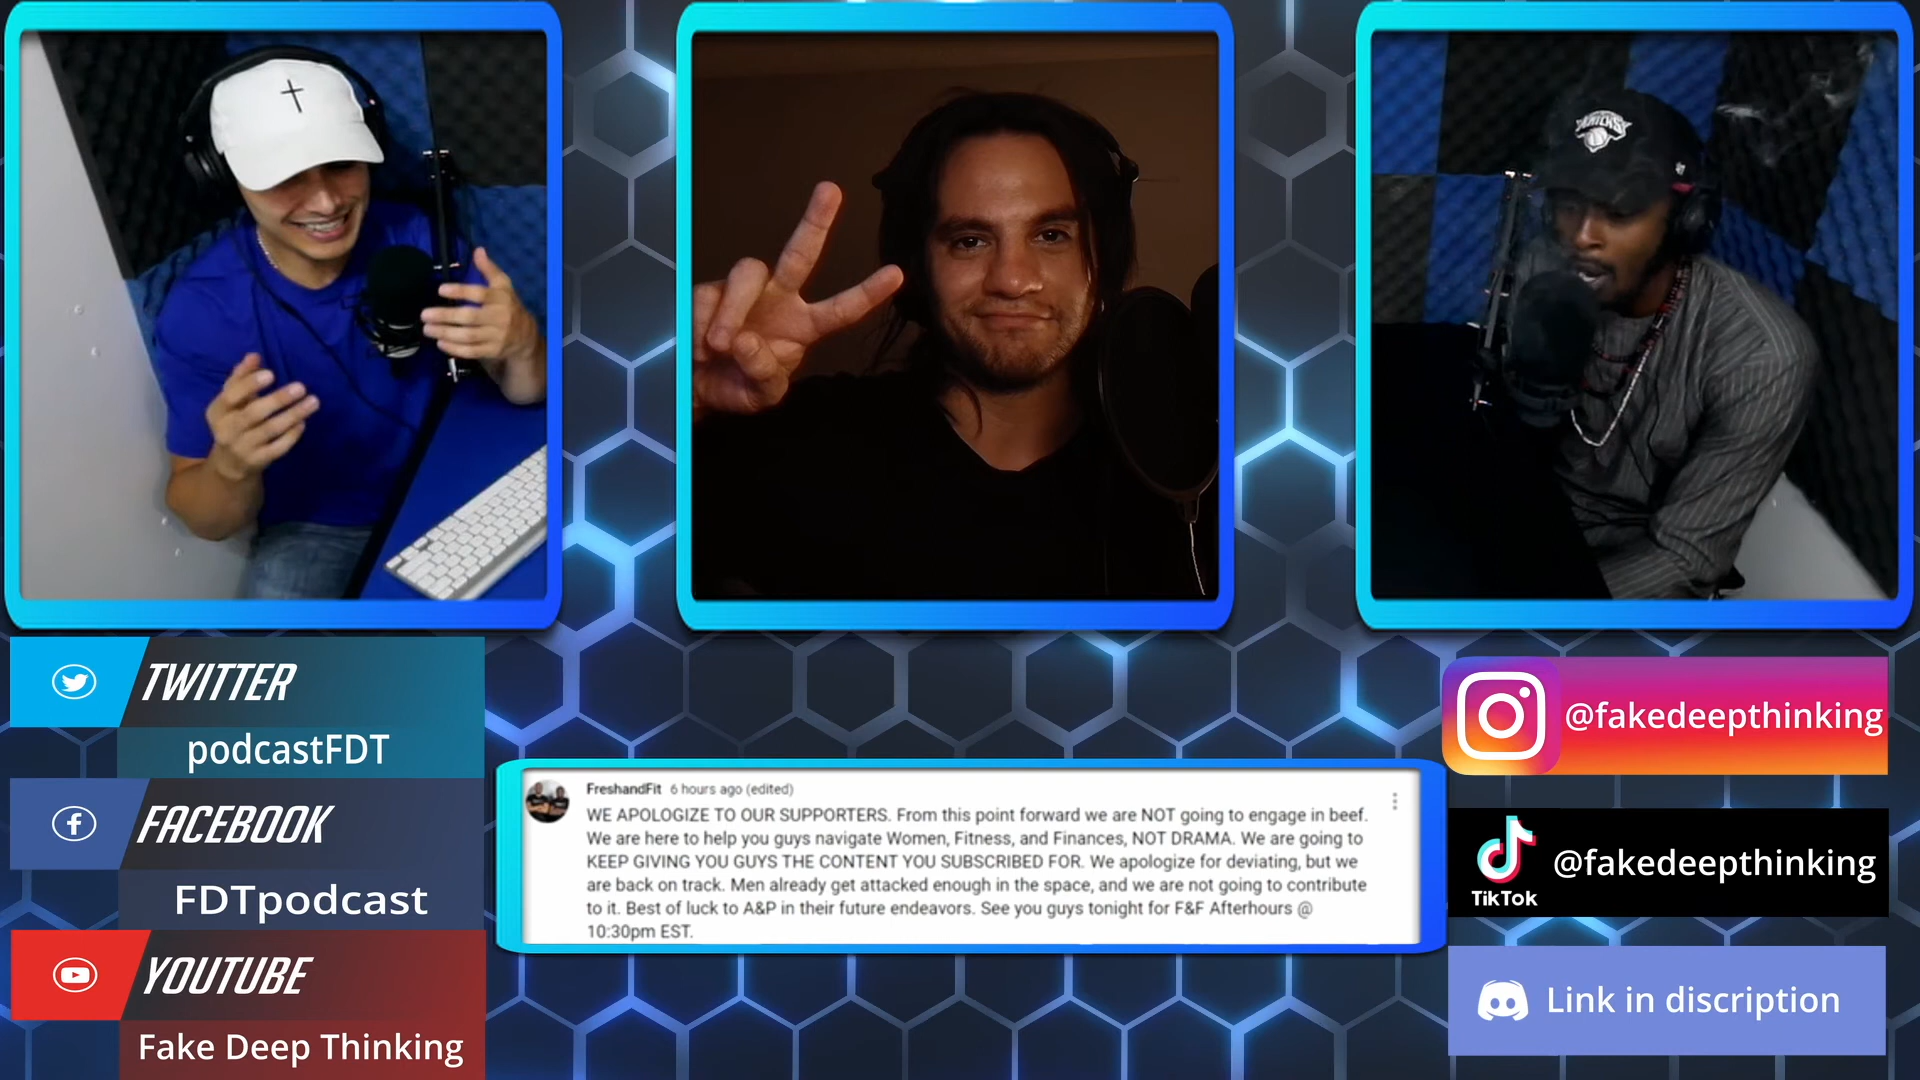 TWITTER
podcastFDT
FACEBOOK
FDTpodcast
YOUTUBE
Fake Deep Thinking
FreshandFit 6 hours ago (edited)
WE APOLOGIZE TO OUR SUPPORTERS. From this point forward we are NOT going to engage in beef.
We are here to help you guys navigate Women, Fitness, and Finances, NOT DRAMA. We are going to
KEEP GIVING YOU GUYS THE CONTENT YOU SUBSCRIBED FOR. We apologize for deviating, but we
are back on track. Men already get attacked enough in the space, and we are not going to contribute
to it. Best of luck to A&P in their future endeavors. See you guys tonight for F&F Afterhours @
10:30pm EST.
@fakedeepthinking
TikTok
@fakedeepthinking
Link in discription